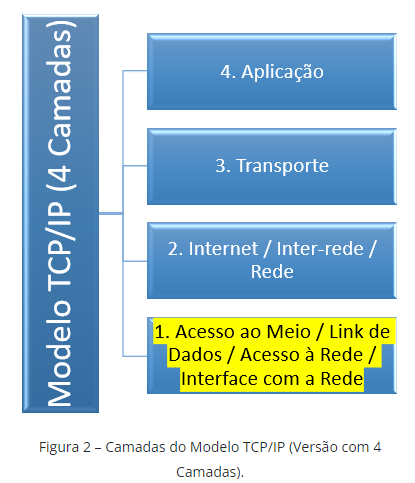 Modelo TCP/IP (4 Camadas)
4. Aplicação
3. Transporte
2. Internet / Inter-rede /
Rede
1. Acesso ao Meio / Link de
Dados / Acesso à Rede /
Interface com a Rede
Figura 2 – Camadas do Modelo TCP/IP (Versão com 4
Camadas).